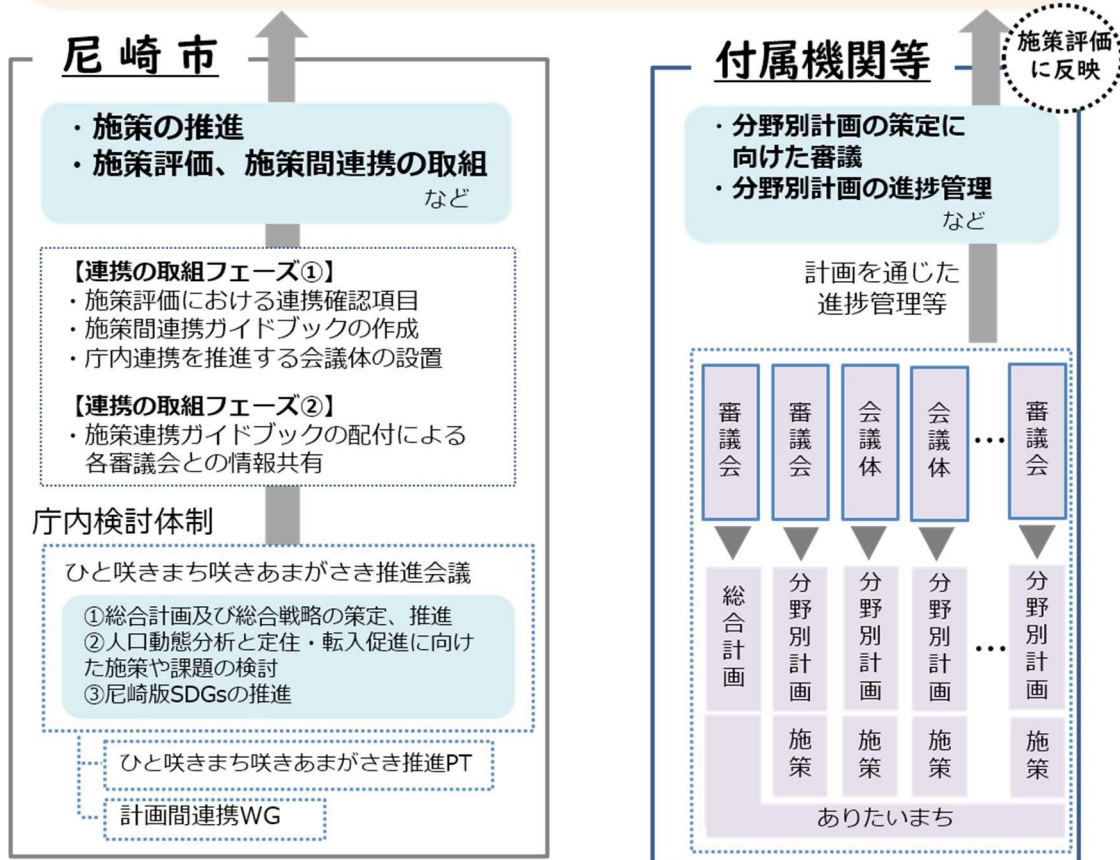 尼崎市
・施策の推進
・施策評価、施策間連携の取組
など
【連携の取組フェーズ①】
・施策評価における連携確認項目
・施策間連携ガイドブックの作成
・庁内連携を推進する会議体の設置
【連携の取組フェーズ②】
・施策連携ガイドブックの配付による
各審議会との情報共有
庁内検討体制
ひと咲きまち咲きあまがさき推進会議
①総合計画及び総合戦略の策定、推進
②人口動態分析と定住・転入促進に向け
た施策や課題の検討
③尼崎版SDGsの推進
ひと咲きまち咲きあまがさき推進PT
計画間連携WG
付属機関等
施策評価
に反映
・分野別計画の策定に
向けた審議
・分野別計画の進捗管理
など
計画を通じた
進捗管理等
審議会
審議会
会議体
会議体
…
審議会
総合計画
分野別計画
分野別計画
分野別計画
…
分野別計画
施策
施策
施策
施策
ありたいまち